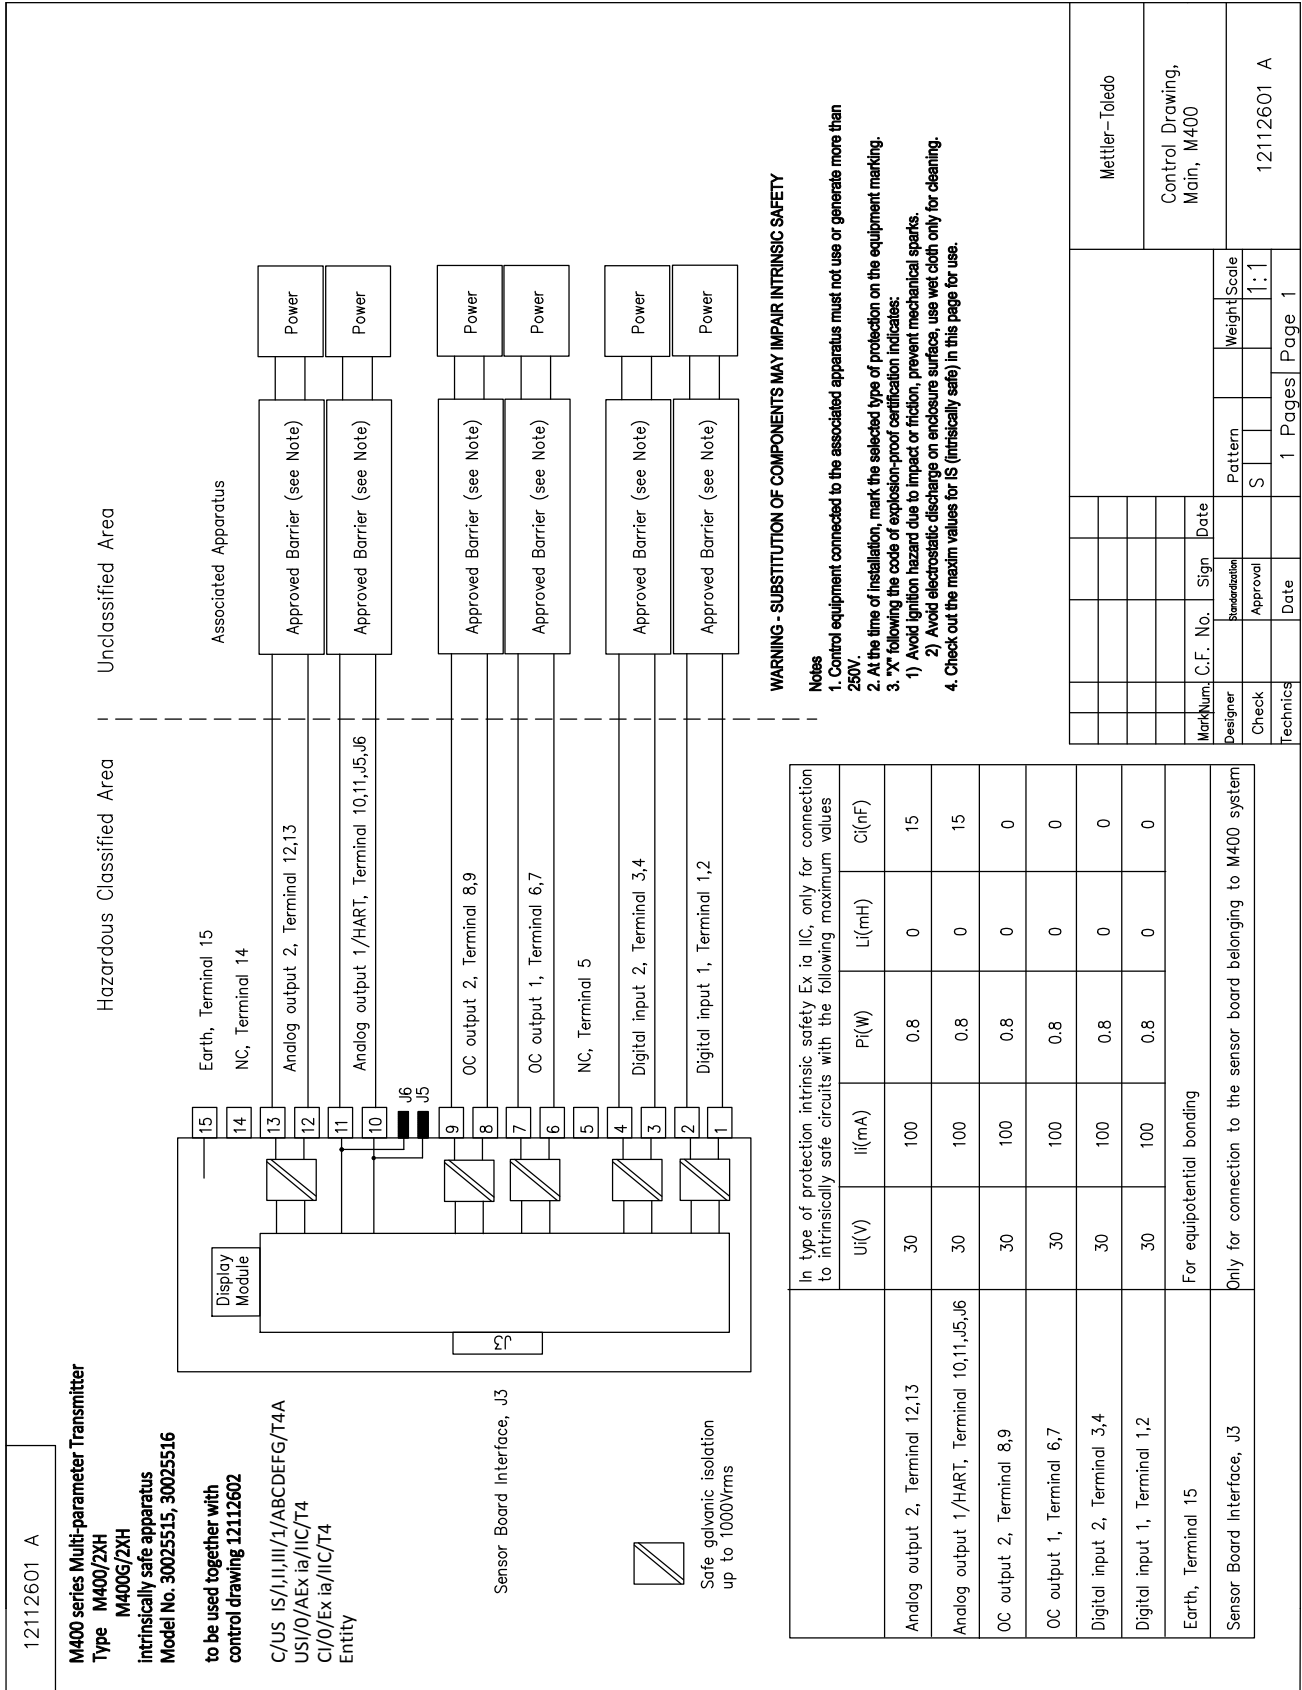 12112601 A
M400 series Multi-parameter Transmitter
Type M400/2XH
M400G/2XH
intrinsically safe apparatus
Model No. 30025515, 30025516
to be used together with
control drawing 12112602
C/US IS/I,II,III/1/ABCDEFG/T4A
USI/0/AEx ia/IIC/T4
CI/0/Ex ia/IIC/T4
Entity
Sensor Board Interface, J3
Safe galvanic isolation
up to 1000Vrms
Display
Module
J3
Hazardous Classified Area
Unclassified Area
Associated Apparatus
15
Earth, Terminal 15
14
NC, Terminal 14
13
Analog output 2, Terminal 12,13
12
Approved Barrier (see Note)
Power
11
Analog output 1/HART, Terminal 10,11,J5,J6
10
Approved Barrier (see Note)
Power
J6
J5
9
OC output 2, Terminal 8,9
8
Approved Barrier (see Note)
Power
7
OC output 1, Terminal 6,7
6
Approved Barrier (see Note)
Power
5
NC, Terminal 5
4
Digital input 2, Terminal 3,4
3
Approved Barrier (see Note)
Power
2
Digital input 1, Terminal 1,2
1
Approved Barrier (see Note)
Power
WARNING - SUBSTITUTION OF COMPONENTS MAY IMPAIR INTRINSIC SAFETY
Notes
1. Control equipment connected to the associated apparatus must not use or generate more than
250V.
2. At the time of installation, mark the selected type of protection on the equipment marking.
3. "X" following the code of explosion-proof certification indicates:
1) Avoid ignition hazard due to impact or friction, prevent mechanical sparks.
2) Avoid electrostatic discharge on enclosure surface, use wet cloth only for cleaning.
4. Check out the maxim values for IS (intrisically safe) in this page for use.
In type of protection intrinsic safety Ex ia IIC, only for connection
to intrinsically safe circuits with the following maximum values
Ui(V) Ii(mA) Pi(W) Li(mH) Ci(nF)
Analog output 2, Terminal 12,13 30 100 0.8 0 15
Analog output 1/HART, Terminal 10,11,J5,J6 30 100 0.8 0 15
OC output 2, Terminal 8,9 30 100 0.8 0 0
OC output 1, Terminal 6,7 30 100 0.8 0 0
Digital input 2, Terminal 3,4 30 100 0.8 0 0
Digital input 1, Terminal 1,2 30 100 0.8 0 0
Earth, Terminal 15 For equipotential bonding
Sensor Board Interface, J3 Only for connection to the sensor board belonging to M400 system
Mark Num. C.F. No. Sign Date
Designer Standardization
Check Approval
Technics Date
Pattern Weight Scale
S 1:1
1 Pages Page 1
Mettler-Toledo
Control Drawing,
Main, M400
12112601 A